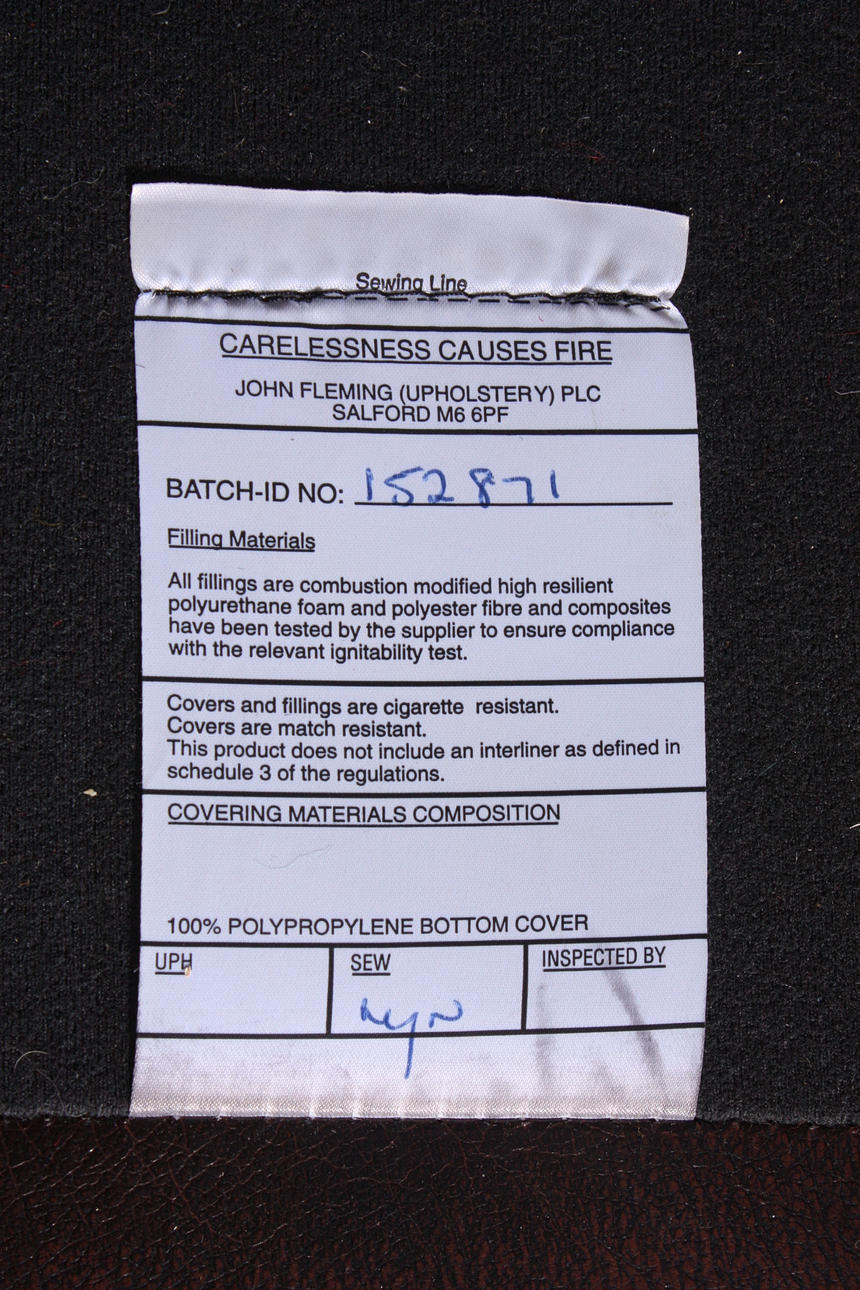 Sewing Line
CARELESSNESS CAUSES FIRE
JOHN FLEMING (UPHOLSTERY) PLC
SALFORD M6 6PF
BATCH-ID NO: 152871
Filling Materials
All fillings are combustion modified high resilient
polyurethane foam and polyester fibre and composites
have been tested by the supplier to ensure compliance
with the relevant ignitability test.
Covers and fillings are cigarette resistant.
Covers are match resistant.
This product does not include an interliner as defined in
schedule 3 of the regulations.
COVERING MATERIALS COMPOSITION
100% POLYPROPYLENE BOTTOM COVER
UPH SEW INSPECTED BY